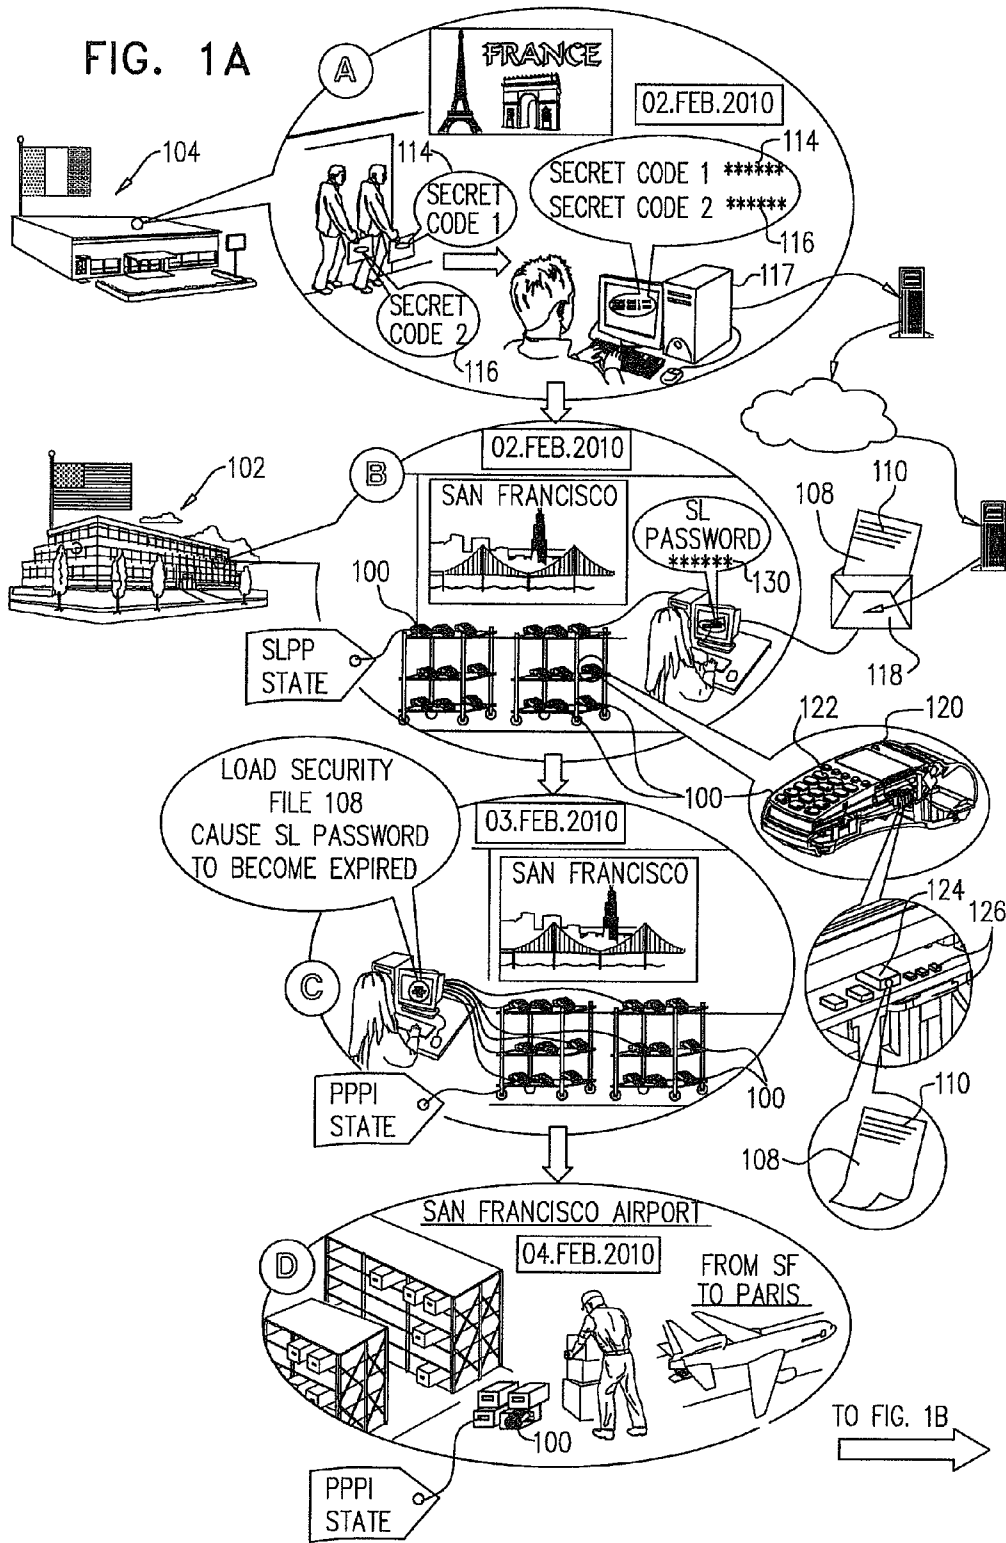 FIG. 1A
A
FRANCE
02.FEB.2010
104
114
SECRET
CODE 1
SECRET CODE 1 ******
SECRET CODE 2 ******
114
116
117
SECRET
CODE 2
116
02.FEB.2010
B
102
SAN FRANCISCO
SL
PASSWORD
******
130
110
108
118
100
SLPP
STATE
122
120
100
LOAD SECURITY
FILE 108
CAUSE SL PASSWORD
TO BECOME EXPIRED
03.FEB.2010
SAN FRANCISCO
C
124
126
100
PPPI
STATE
110
108
SAN FRANCISCO AIRPORT
04.FEB.2010
D
FROM SF
TO PARIS
100
TO FIG. 1B
PPPI
STATE